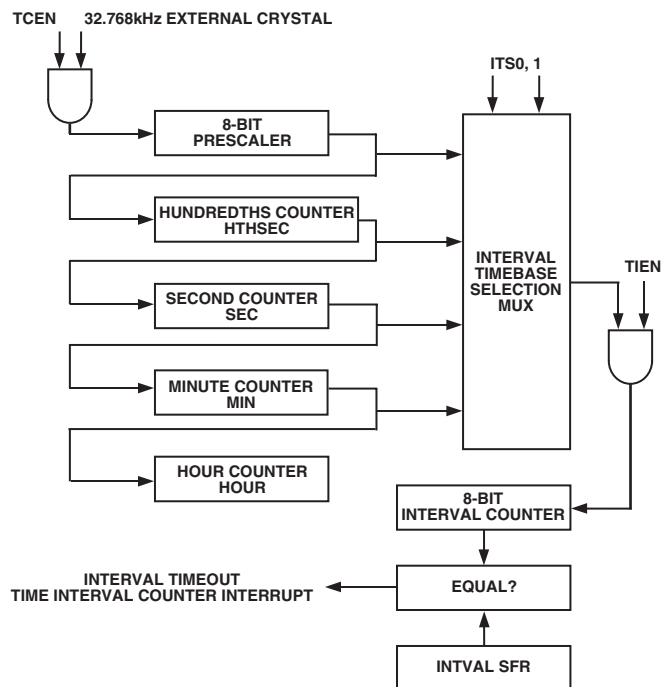 TCEN 32.768kHz EXTERNAL CRYSTAL
ITS0, 1
8-BIT
PRESCALER
HUNDREDTHS COUNTER
HTHSEC
INTERVAL
TIMEBASE
SELECTION
MUX
TIEN
SECOND COUNTER
SEC
MINUTE COUNTER
MIN
HOUR COUNTER
HOUR
8-BIT
INTERVAL COUNTER
INTERVAL TIMEOUT
TIME INTERVAL COUNTER INTERRUPT
EQUAL?
INTVAL SFR